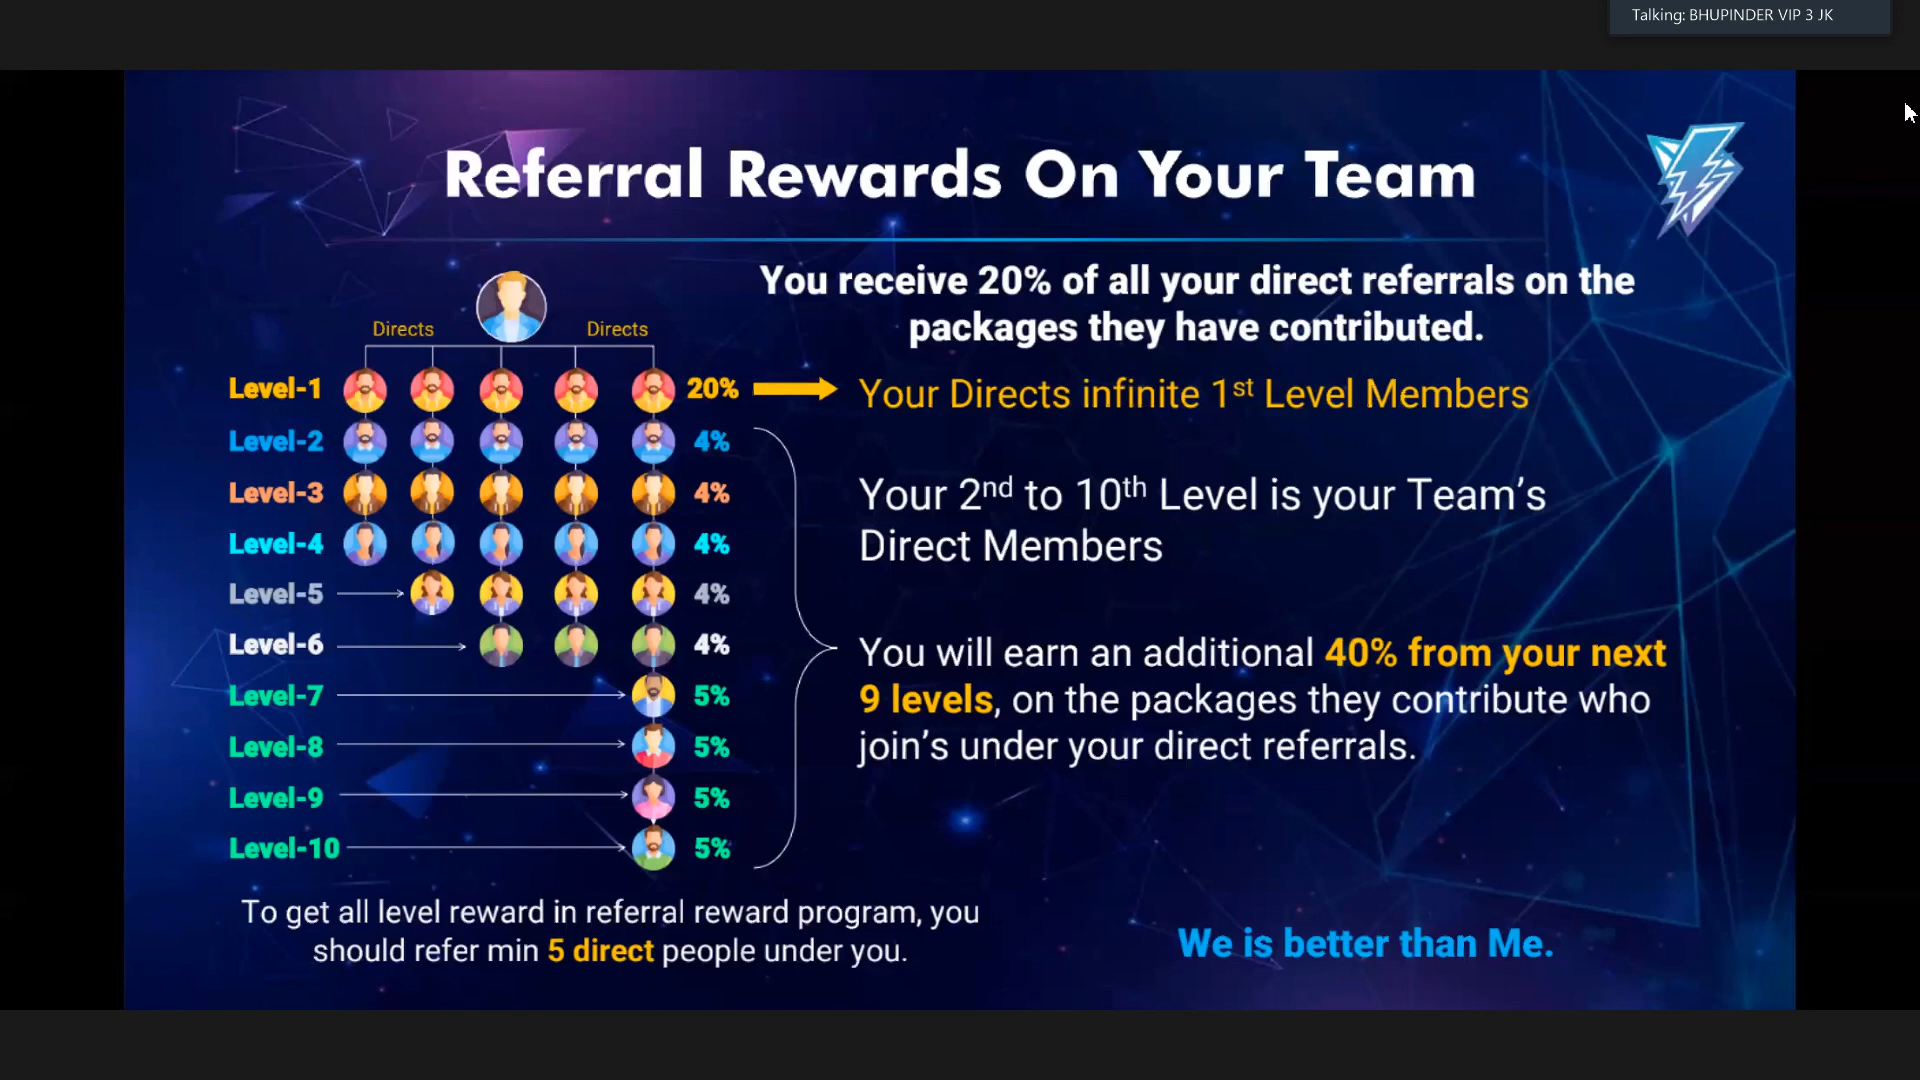 Talking: BHUPINDER VIP 3 JK
Referral Rewards On Your Team
You receive 20% of all your direct referrals on the
packages they have contributed.
Directs
Directs
Level-1 20% Your Directs infinite 1st Level Members
Level-2 4%
Level-3 4%
Level-4 4%
Level-5 4%
Level-6 4%
Level-7 5%
Level-8 5%
Level-9 5%
Level-10 5%
Your 2nd to 10th Level is your Team's
Direct Members
You will earn an additional 40% from your next
9 levels, on the packages they contribute who
join's under your direct referrals.
To get all level reward in referral reward program, you
should refer min 5 direct people under you.
We is better than Me.